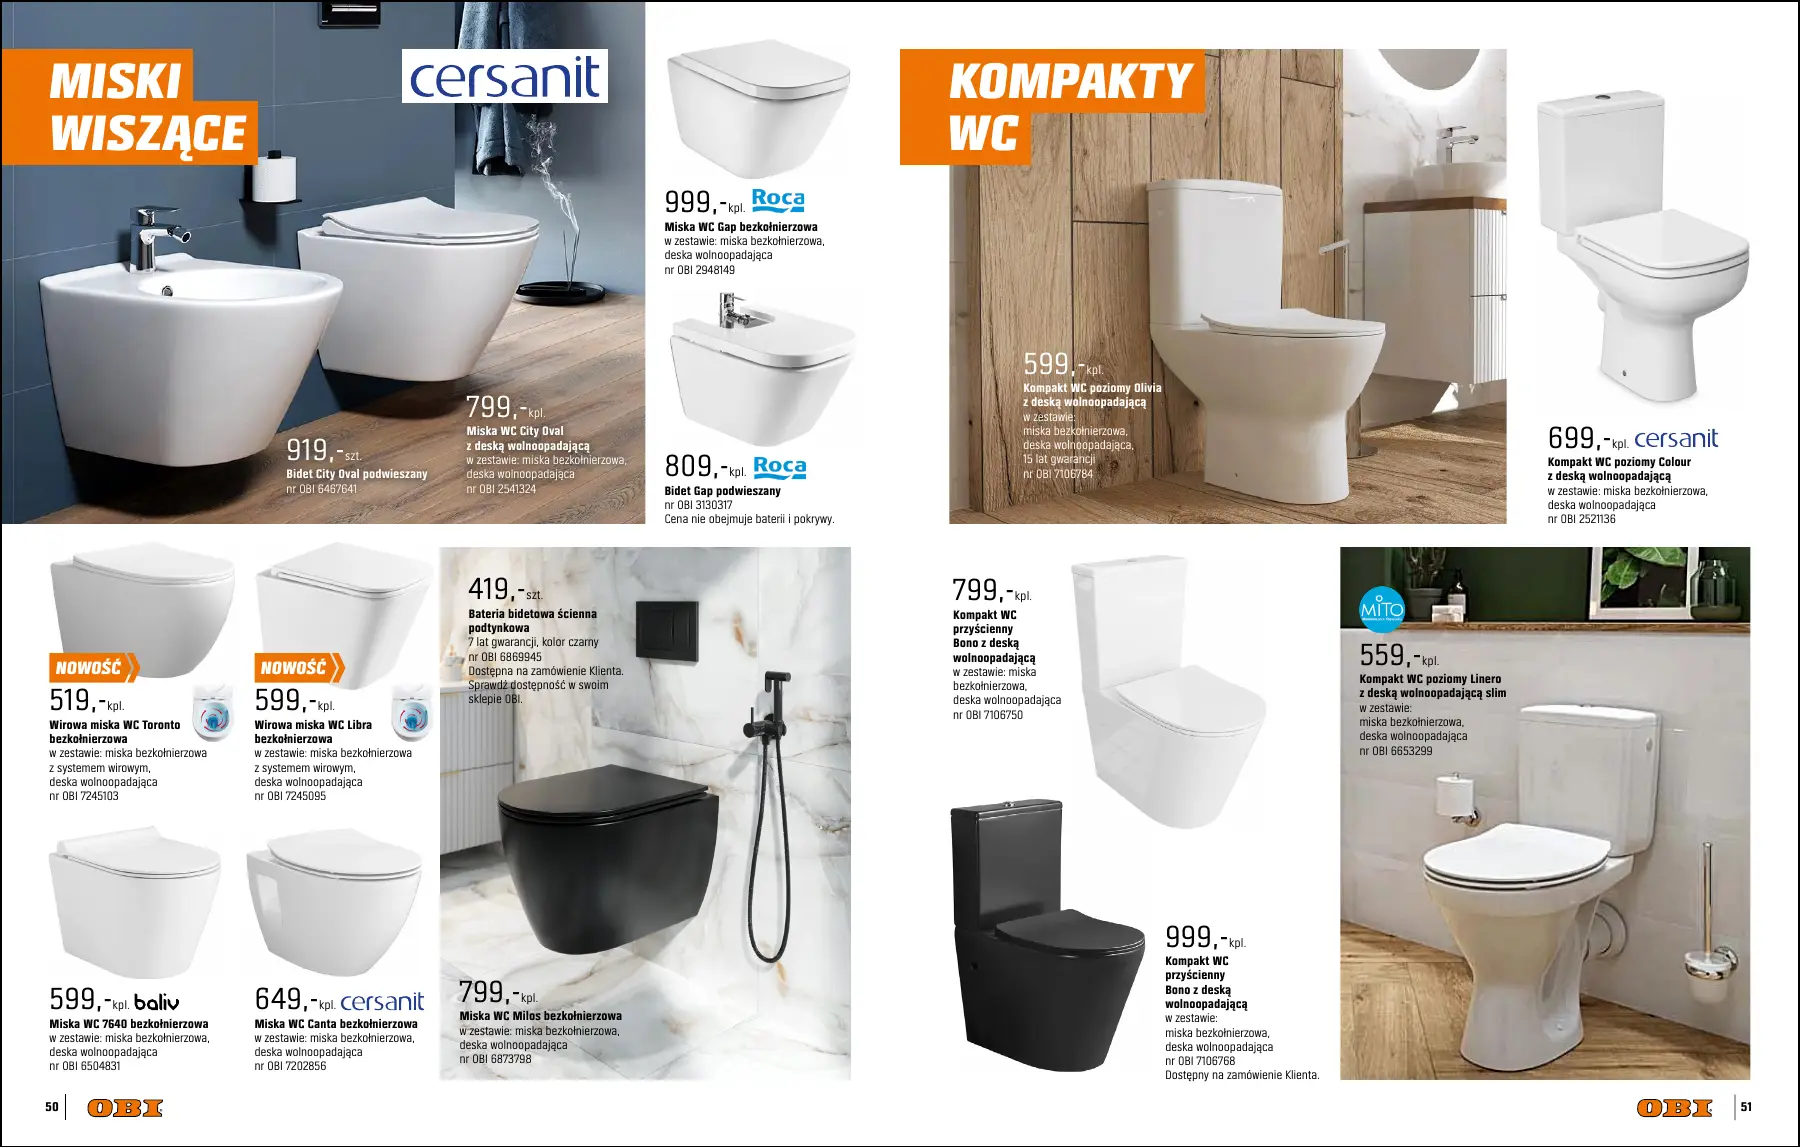 MISKI
WISZĄCE
cersanit
919,-szt.
Bidet City Oval podwieszany
nr OBI 6467641
799,-kpl.
Miska WC City Oval
z deską wolnoopadającą
w zestawie: miska bezkołnierzowa,
deska wolnoopadająca
nr OBI 2541324
999,-kpl. Roca
Miska WC Gap bezkołnierzowa
w zestawie: miska bezkołnierzowa,
deska wolnoopadająca
nr OBI 2948149
809,-kpl. Roca
Bidet Gap podwieszany
nr OBI 3130317
Cena nie obejmuje baterii i pokrywy.
NOWOŚĆ
519,-kpl.
Wirowa miska WC Toronto
bezkołnierzowa
w zestawie: miska bezkołnierzowa
z systemem wirowym,
deska wolnoopadająca
nr OBI 7245103
NOWOŚĆ
599,-kpl.
Wirowa miska WC Libra
bezkołnierzowa
w zestawie: miska bezkołnierzowa
z systemem wirowym,
deska wolnoopadająca
nr OBI 7245095
419,-szt.
Bateria bidetowa ścienna
podtynkowa
7 lat gwarancji, kolor czarny
nr OBI 6869945
Dostępna na zamówienie Klienta.
Sprawdź dostępność w swoim
sklepie OBI.
599,-kpl. baliv
Miska WC 7640 bezkołnierzowa
w zestawie: miska bezkołnierzowa,
deska wolnoopadająca
nr OBI 6504831
649,-kpl. cersanit
Miska WC Canta bezkołnierzowa
w zestawie: miska bezkołnierzowa,
deska wolnoopadająca
nr OBI 7202856
799,-kpl.
Miska WC Milos bezkołnierzowa
w zestawie: miska bezkołnierzowa,
deska wolnoopadająca
nr OBI 6873798
50 OBI
KOMPAKTY
WC
599,-kpl.
Kompakt WC poziomy Olivia
z deską wolnoopadającą
w zestawie:
miska bezkołnierzowa,
deska wolnoopadająca,
15 lat gwarancji
nr OBI 7106784
699,-kpl. cersanit
Kompakt WC poziomy Colour
z deską wolnoopadającą
w zestawie: miska bezkołnierzowa,
deska wolnoopadająca
nr OBI 2521136
799,-kpl.
Kompakt WC
przyścienny
Bono z deską
wolnoopadającą
w zestawie: miska
bezkołnierzowa,
deska wolnoopadająca
nr OBI 7106750
999,-kpl.
Kompakt WC
przyścienny
Bono z deską
wolnoopadającą
w zestawie:
miska bezkołnierzowa,
deska wolnoopadająca
nr OBI 7106768
Dostępny na zamówienie Klienta.
MITO
559,-kpl.
Kompakt WC poziomy Linero
z deską wolnoopadającą slim
w zestawie:
miska bezkołnierzowa,
deska wolnoopadająca
nr OBI 6653299
OBI 51